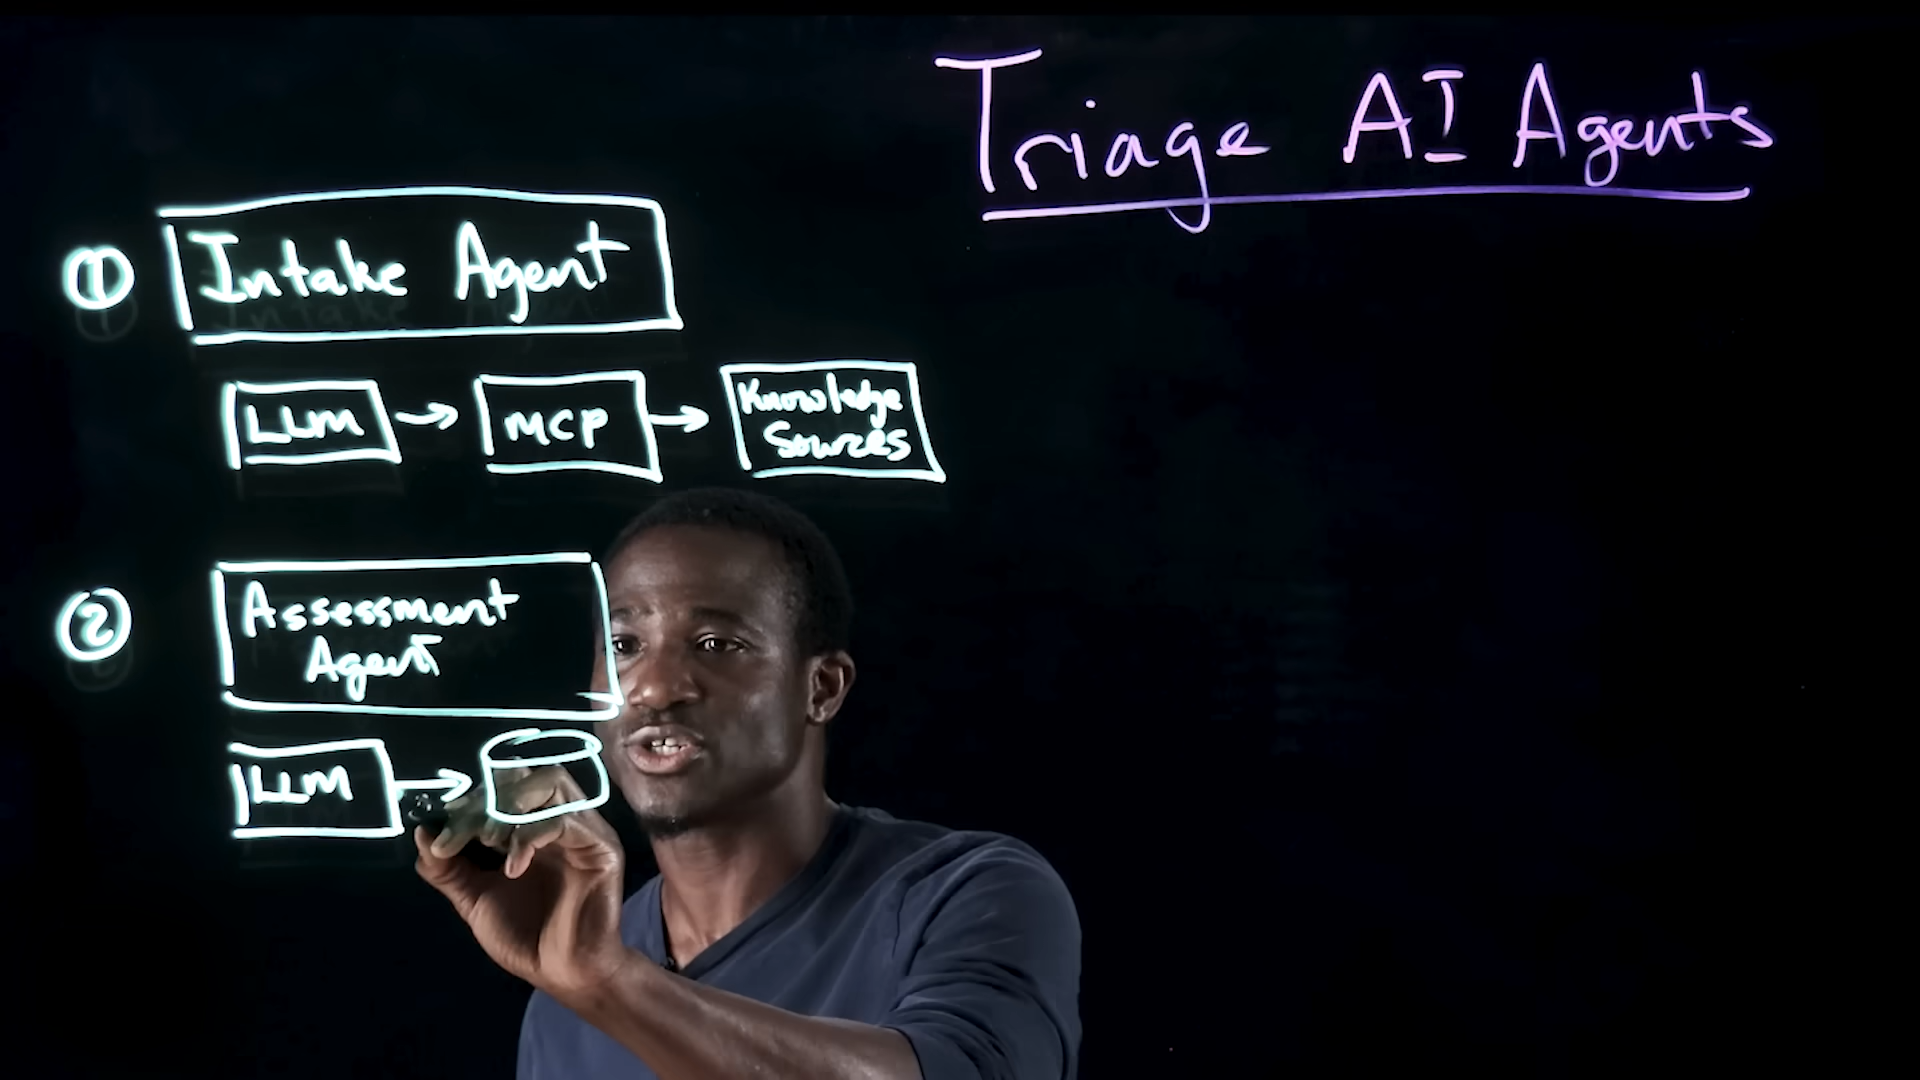 Triage AI Agents
① Intake Agent
LLM
MCP
Knowledge
Sources
② Assessment
Agent
LLM